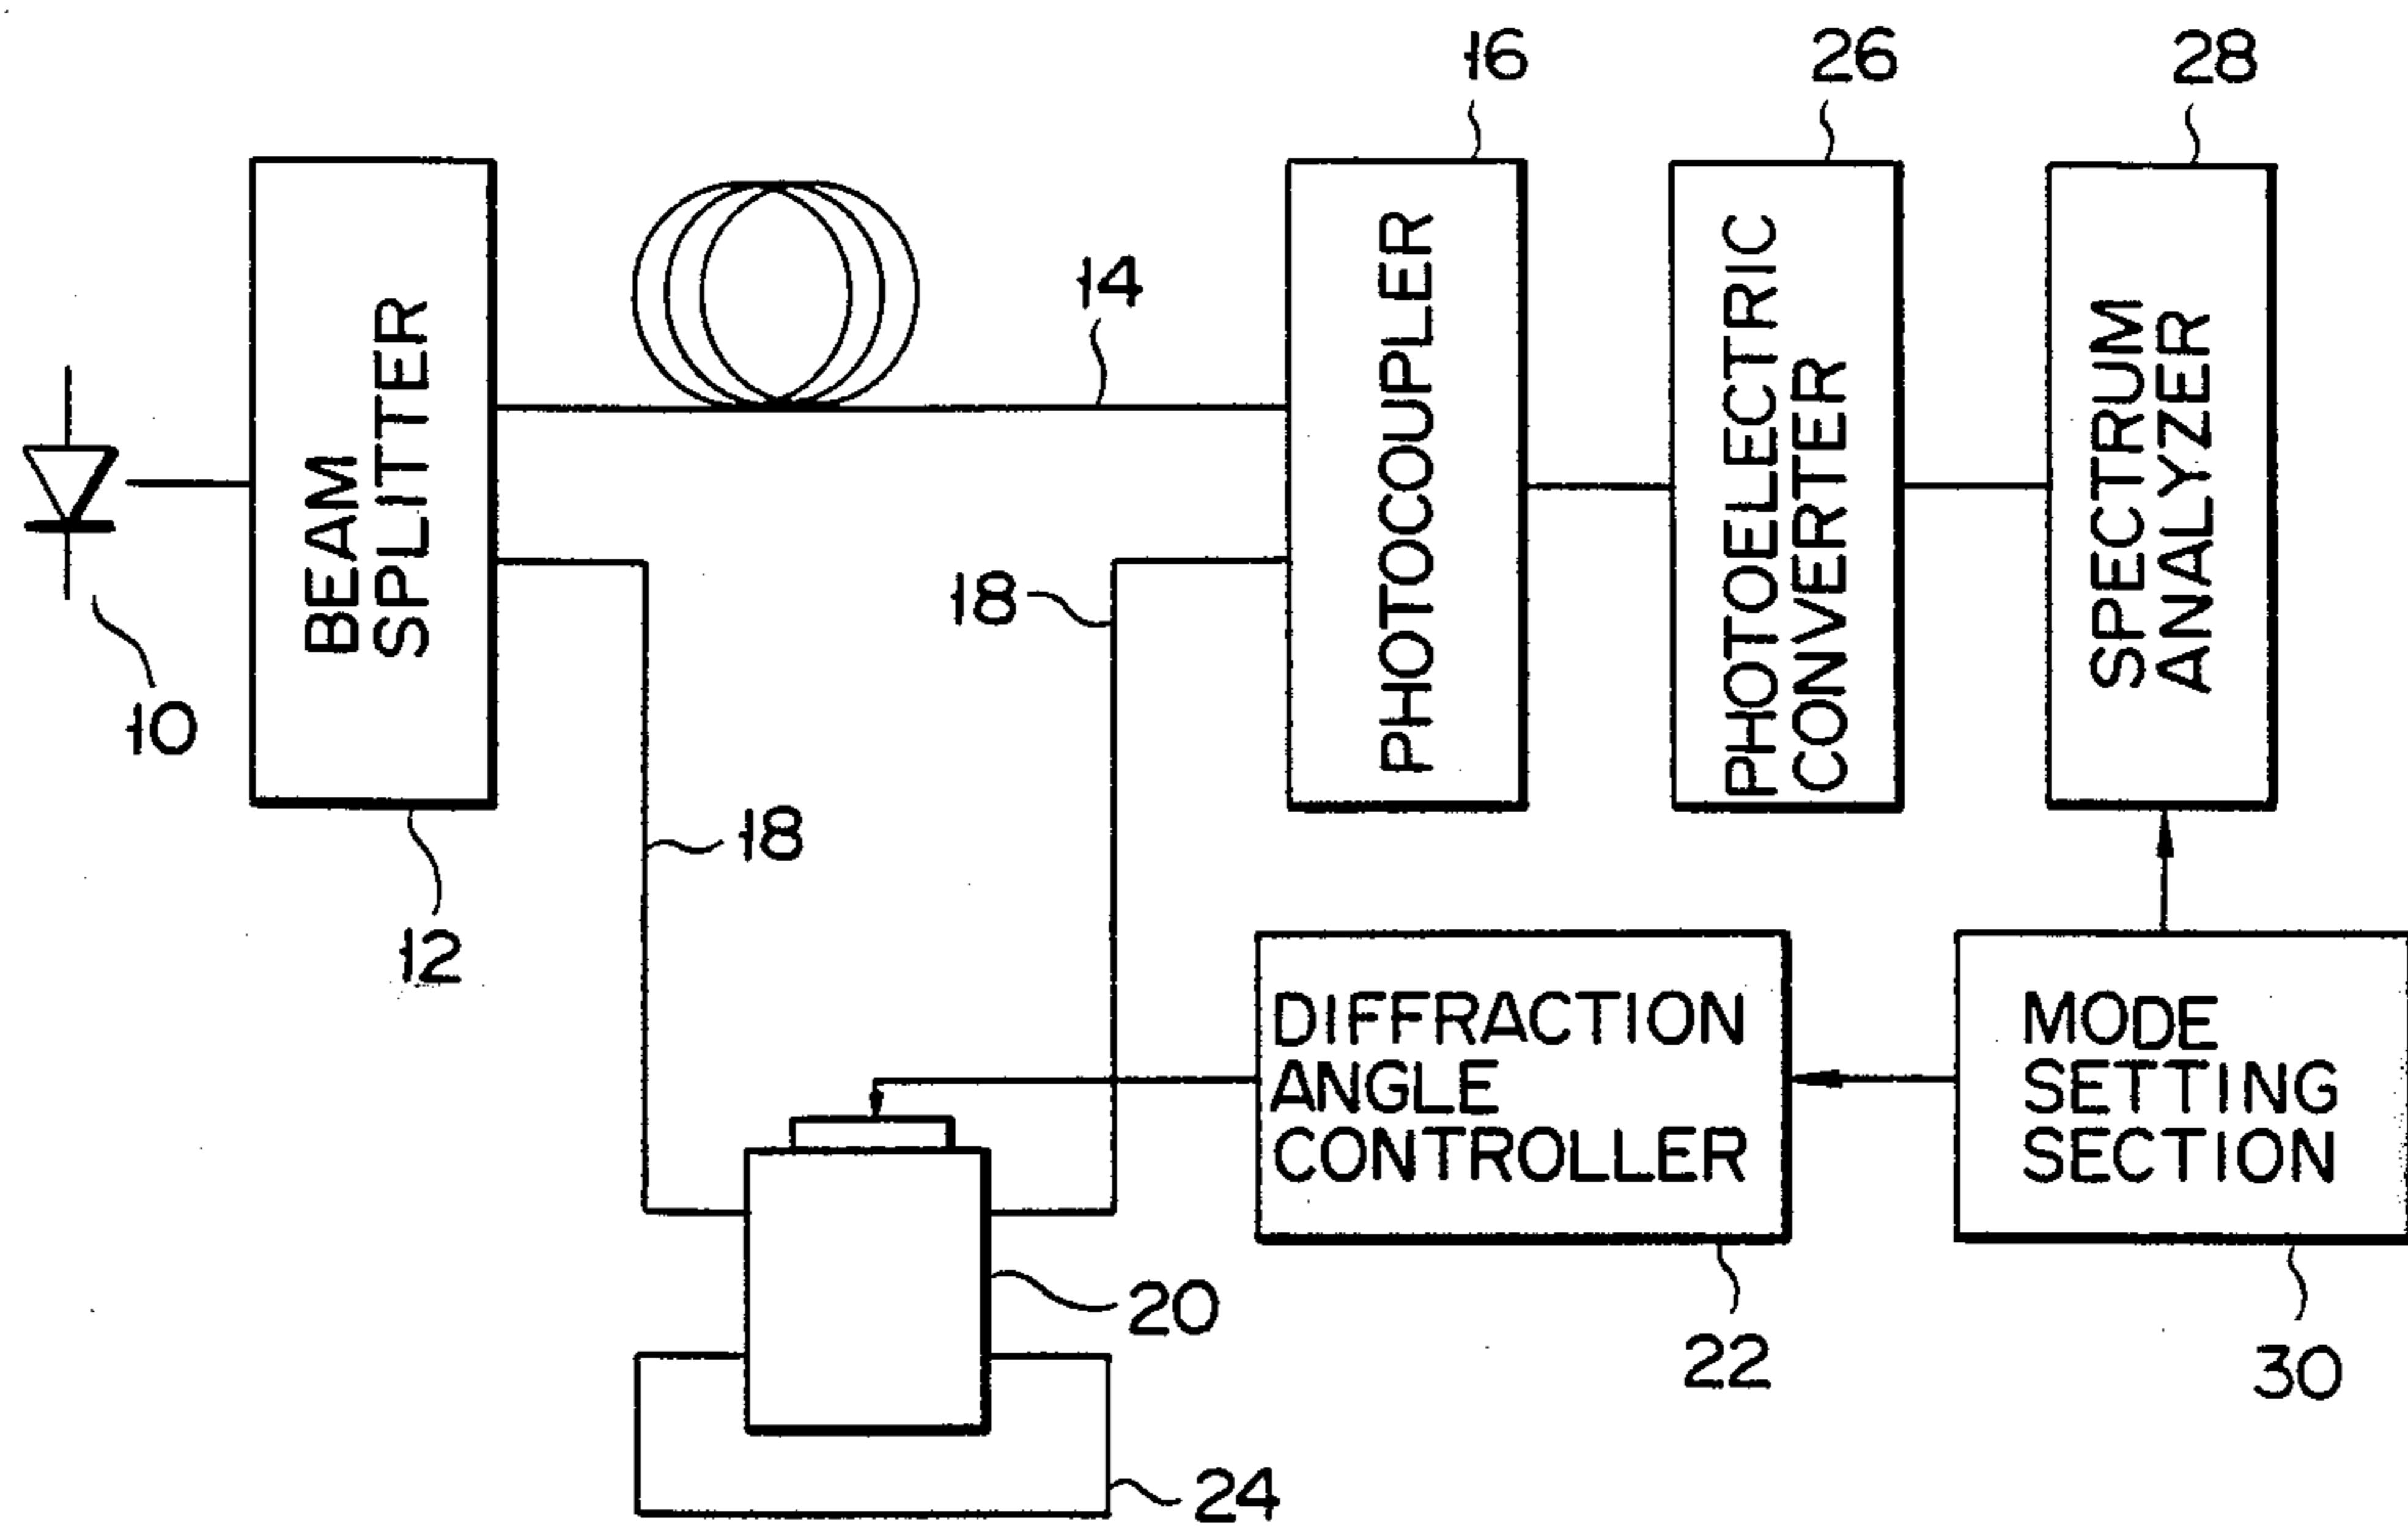 16
26
28
BEAM
SPLITTER
14
PHOTOCOUPLER
PHOTOELECTRIC
CONVERTER
SPECTRUM
ANALYZER
18
10
18
12
DIFFRACTION
ANGLE
CONTROLLER
MODE
SETTING
SECTION
20
22
30
24